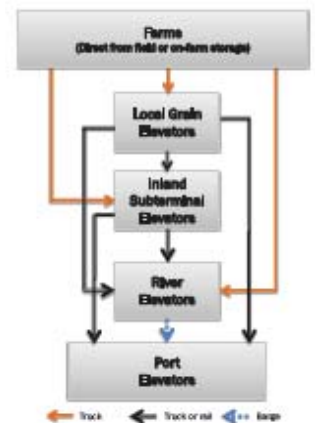 Farms
(Direct from field or on-farm storage)
Local Grain
Elevators
Inland
Subterminal
Elevators
River
Elevators
Port
Elevators
Truck Truck or rail Barge